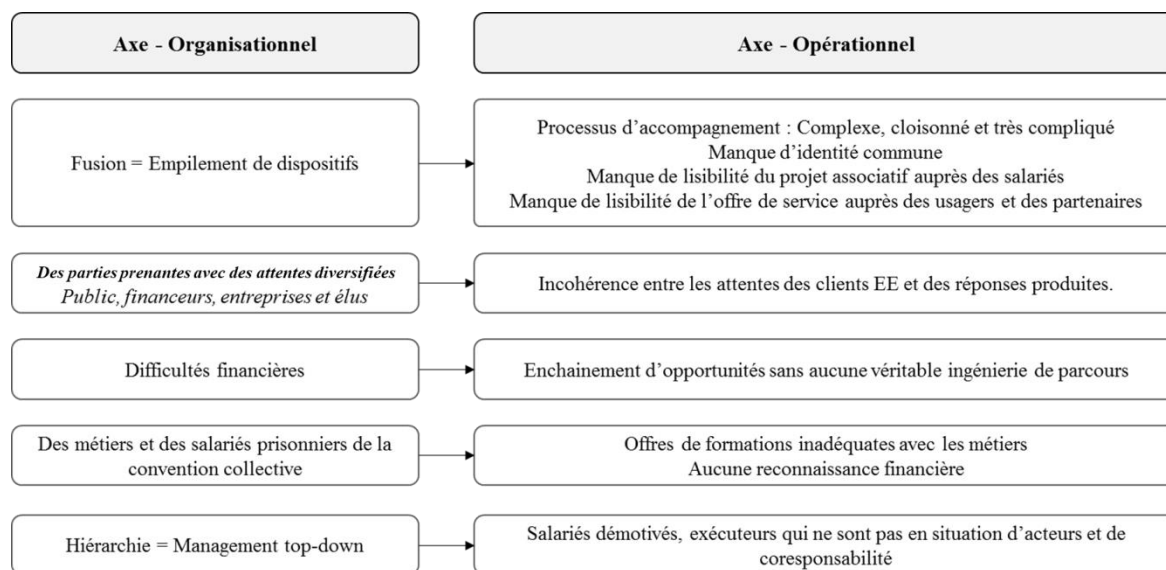 Axe - Organisationnel
Axe - Opérationnel
Fusion = Empilement de dispositifs
Processus d’accompagnement : Complexe, cloisonné et très compliqué
Manque d’identité commune
Manque de lisibilité du projet associatif auprès des salariés
Manque de lisibilité de l’offre de service auprès des usagers et des partenaires
Des parties prenantes avec des attentes diversifiées
Public, financeurs, entreprises et élus
Incohérence entre les attentes des clients EE et des réponses produites.
Difficultés financières
Enchainement d’opportunités sans aucune véritable ingénierie de parcours
Des métiers et des salariés prisonniers de la
convention collective
Offres de formations inadéquates avec les métiers
Aucune reconnaissance financière
Hiérarchie = Management top-down
Salariés démotivés, exécuteurs qui ne sont pas en situation d’acteurs et de
coresponsabilité